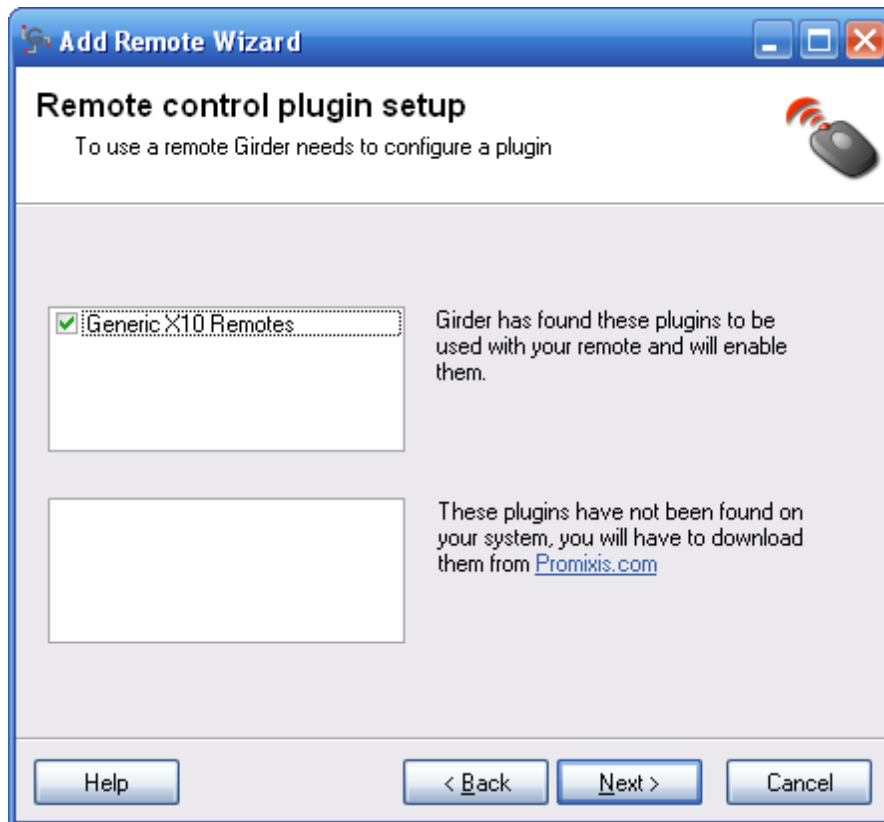 Add Remote Wizard
Remote control plugin setup
To use a remote Girder needs to configure a plugin
Generic X10 Remotes
Girder has found these plugins to be
used with your remote and will enable
them.
These plugins have not been found on
your system, you will have to download
them from Promixis.com
Help
< Back
Next >
Cancel